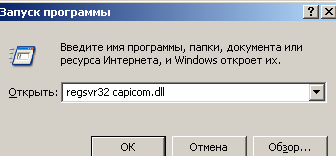 Запуск программы
Введите имя программы, папки, документа или
ресурса Интернета, и Windows откроет их.
Открыть:
regsvr32 capicom.dll
OK
Отмена
Обзор...